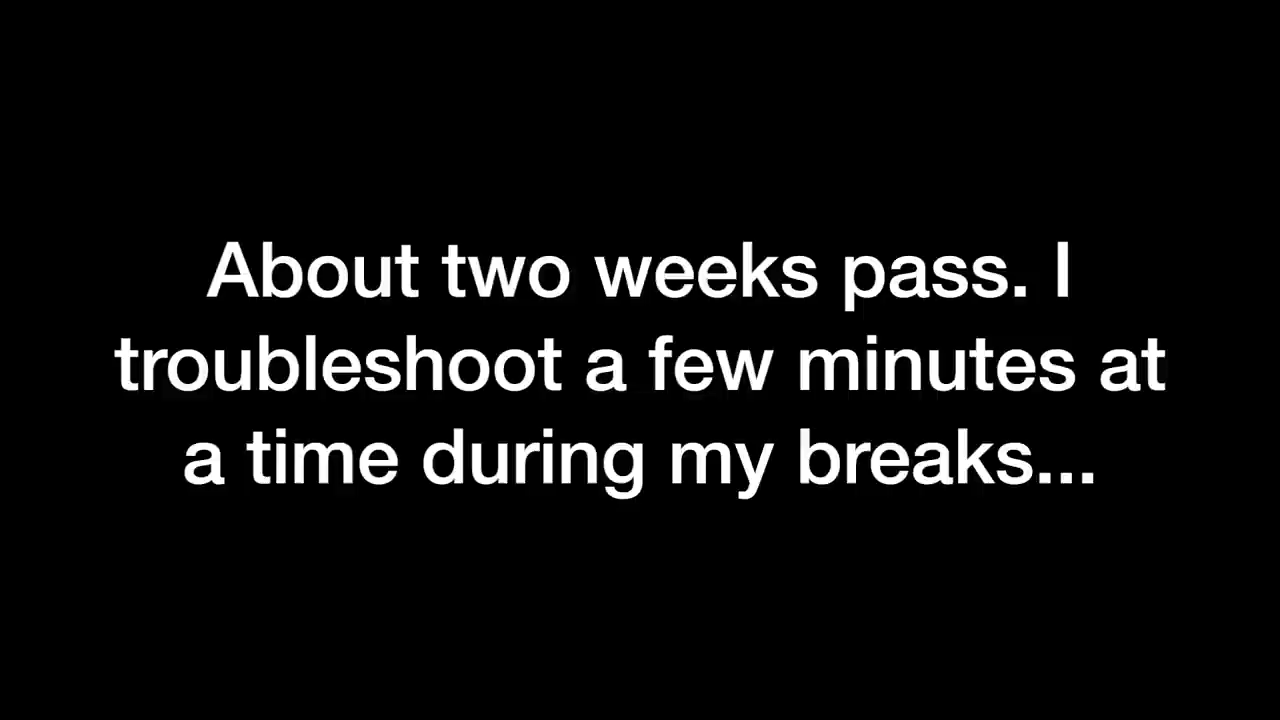 About two weeks pass. I
troubleshoot a few minutes at
a time during my breaks...